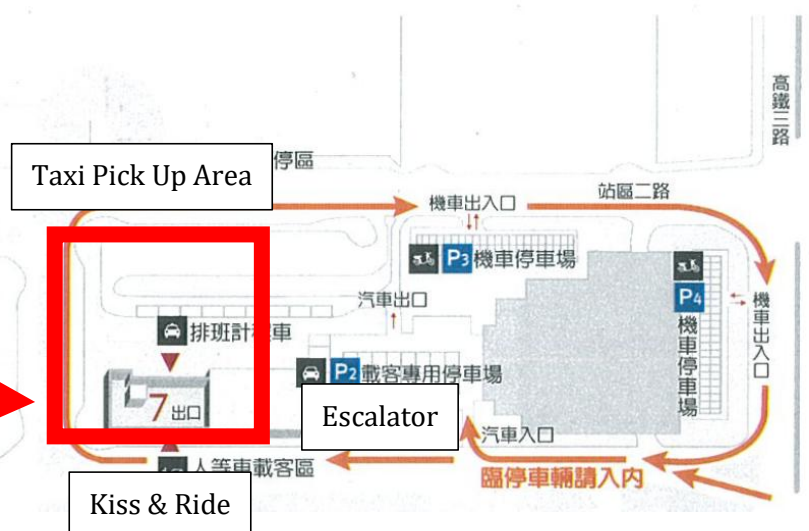 高鐵三路
停區
Taxi Pick Up Area
站區二路
機車出入口
P3 機車停車場
P4
機車停車場
機車出入口
汽車出口
排班計程車
P2 載客專用停車場
7 出口
Escalator
汽車入口
人等車載客區
臨停車輛請入內
Kiss & Ride